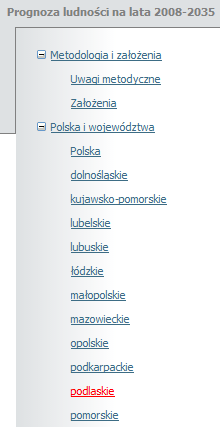 Prognoza ludności na lata 2008-2035
Metodologia i założenia
Uwagi metodyczne
Założenia
Polska i województwa
Polska
dolnośląskie
kujawsko-pomorskie
lubelskie
lubuskie
łódzkie
małopolskie
mazowieckie
opolskie
podkarpackie
podlaskie
pomorskie